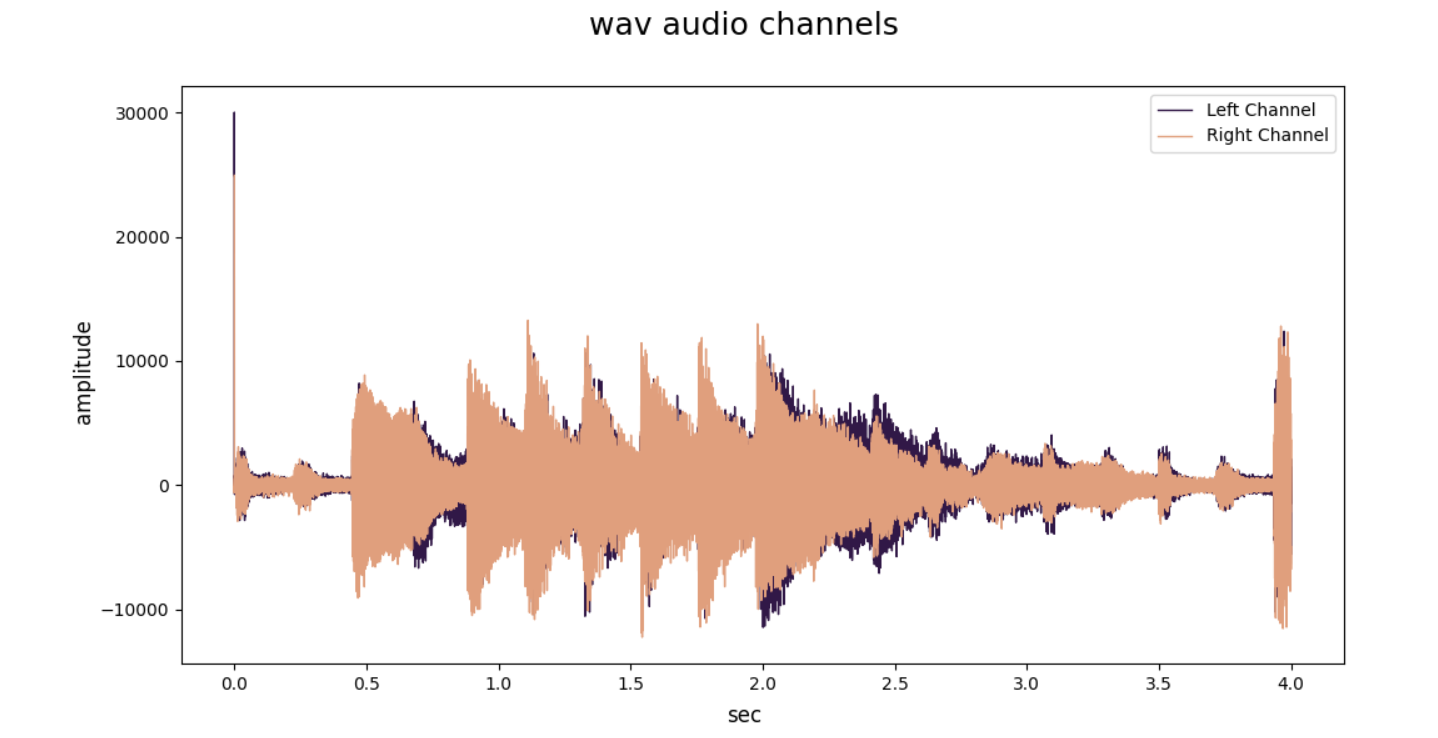 wav audio channels
Left Channel
Right Channel
30000
20000
10000
0
−10000
amplitude
0.0 0.5 1.0 1.5 2.0 2.5 3.0 3.5 4.0
sec